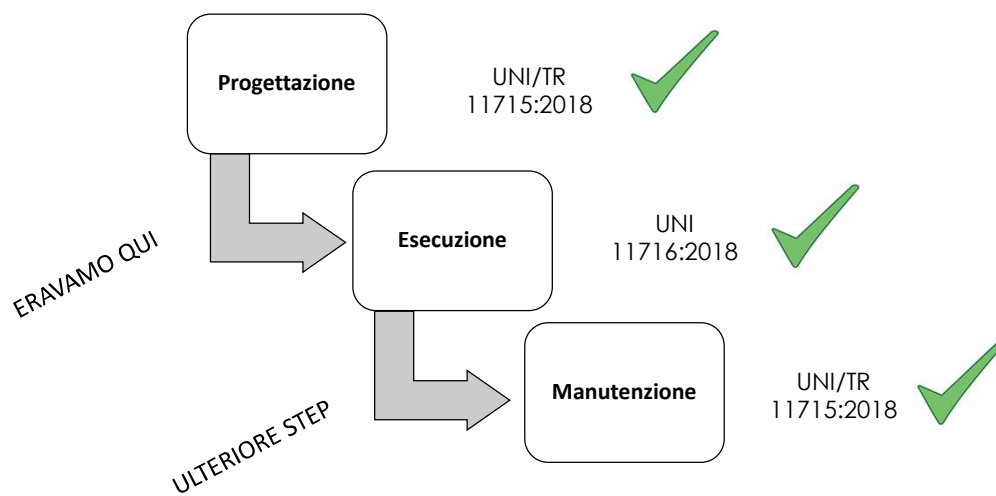 Progettazione
UNI/TR
11715:2018
ERAVAMO QUI
Esecuzione
UNI
11716:2018
ULTERIORE STEP
Manutenzione
UNI/TR
11715:2018